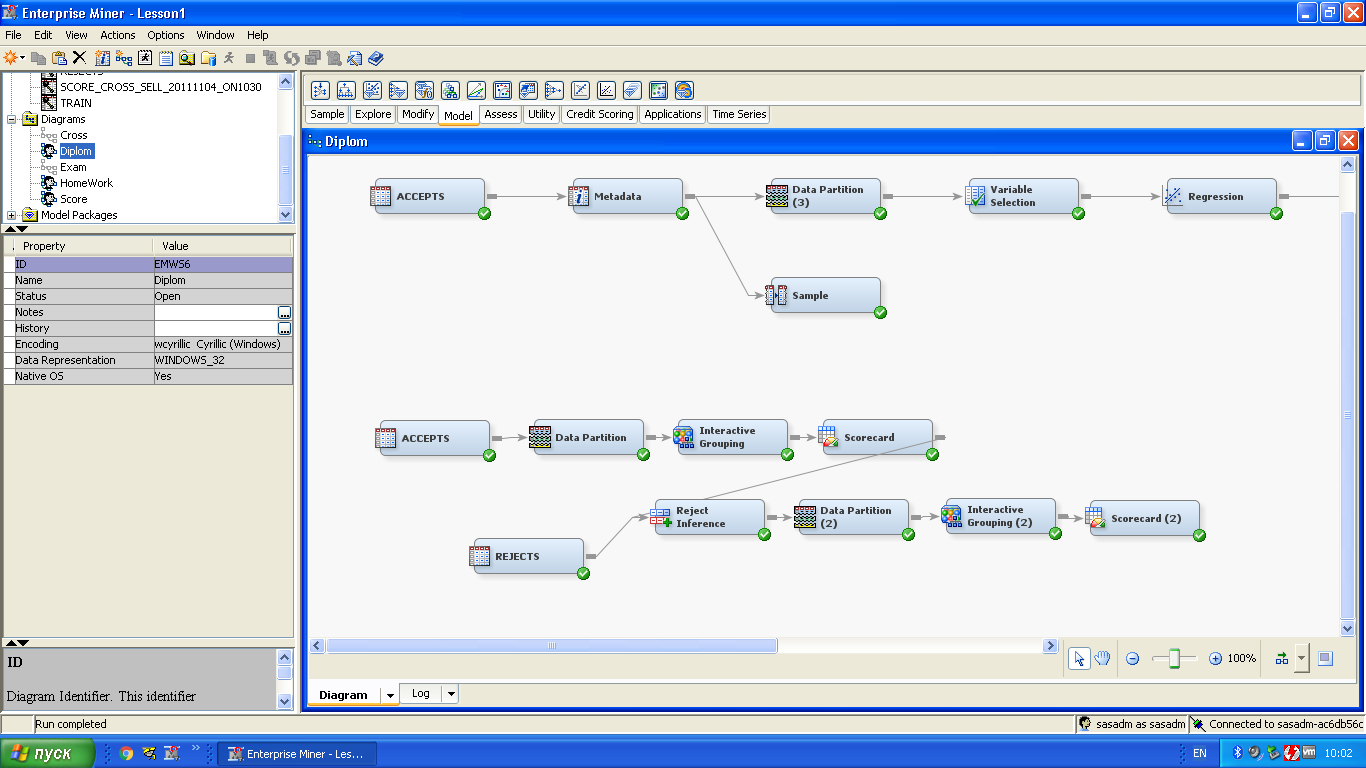 Enterprise Miner - Lesson1
File Edit View Actions Options Window Help
REJECTS
SCORE_CROSS_SELL_20111104_ON1030
TRAIN
Diagrams
Cross
Diplom
Exam
HomeWork
Score
Model Packages
Property Value
ID EMWS6
Name Diplom
Status Open
Notes ...
History ...
Encoding wcyrillic Cyrillic (Windows)
Data Representation WINDOWS_32
Native OS Yes
ID
Diagram Identifier. This identifier
Sample Explore Modify Model Assess Utility Credit Scoring Applications Time Series
Diplom
ACCEPTS
Metadata
Data Partition
(3)
Variable
Selection
Regression
Sample
ACCEPTS
Data Partition
Interactive
Grouping
Scorecard
Reject
Inference
Data Partition
(2)
Interactive
Grouping (2)
Scorecard (2)
REJECTS
100%
Diagram Log
Run completed
sasadm as sasadm Connected to sasadm-ac6db56c
пуск
Enterprise Miner - Les...
EN
10:02